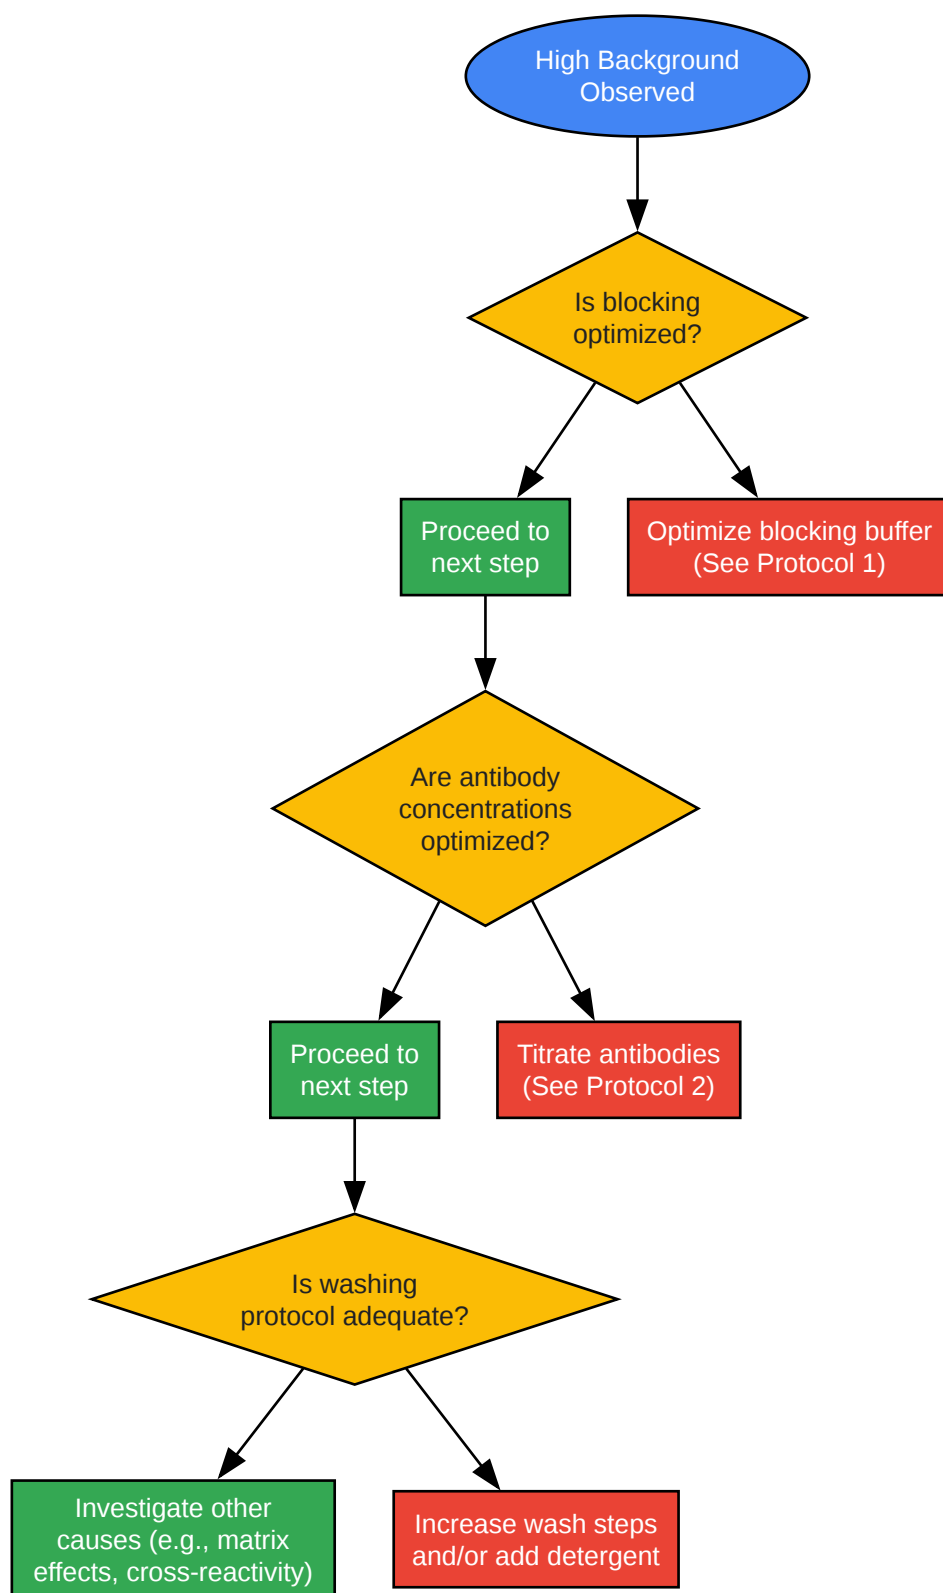 High Background
Observed
Is blocking
optimized?
Proceed to
next step
Optimize blocking buffer
(See Protocol 1)
Are antibody
concentrations
optimized?
Proceed to
next step
Titrate antibodies
(See Protocol 2)
Is washing
protocol adequate?
Investigate other
causes (e.g., matrix
effects, cross-reactivity)
Increase wash steps
and/or add detergent